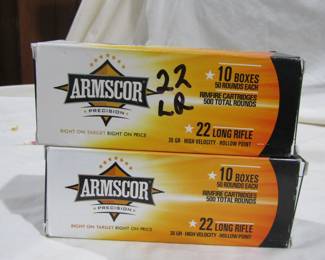 22
LR
ARMSCOR
PRECISION
RIGHT ON TARGET RIGHT ON PRICE
10 BOXES
50 ROUNDS EACH
RIMFIRE CARTRIDGES
500 TOTAL ROUNDS
22 LONG RIFLE
36 GR • HIGH VELOCITY • HOLLOW POINT
ARMSCOR
PRECISION
RIGHT ON TARGET RIGHT ON PRICE
10 BOXES
50 ROUNDS EACH
RIMFIRE CARTRIDGES
500 TOTAL ROUNDS
22 LONG RIFLE
36 GR • HIGH VELOCITY • HOLLOW POINT